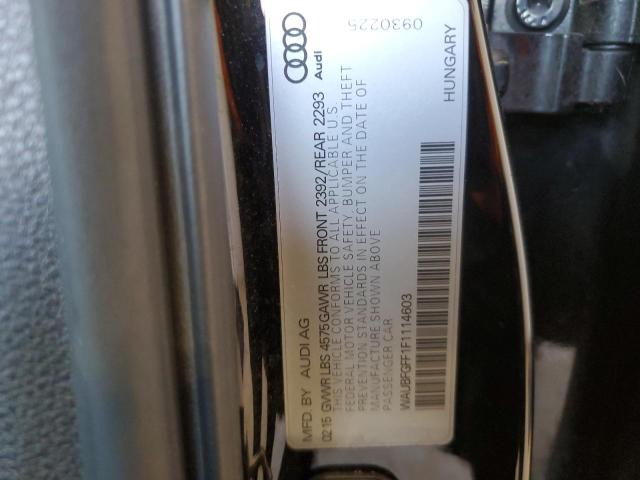 MFD. BY AUDI AG
02.15 GVWR LBS 4575 GAWR LBS FRONT 2392/REAR 2293
THIS VEHICLE CONFORMS TO ALL APPLICABLE U.S.
FEDERAL MOTOR VEHICLE SAFETY, BUMPER AND THEFT
PREVENTION STANDARDS IN EFFECT ON THE DATE OF
MANUFACTURE SHOWN ABOVE
PASSENGER CAR
WAUBFGFF1F1114603
HUNGARY
Audi
0930225